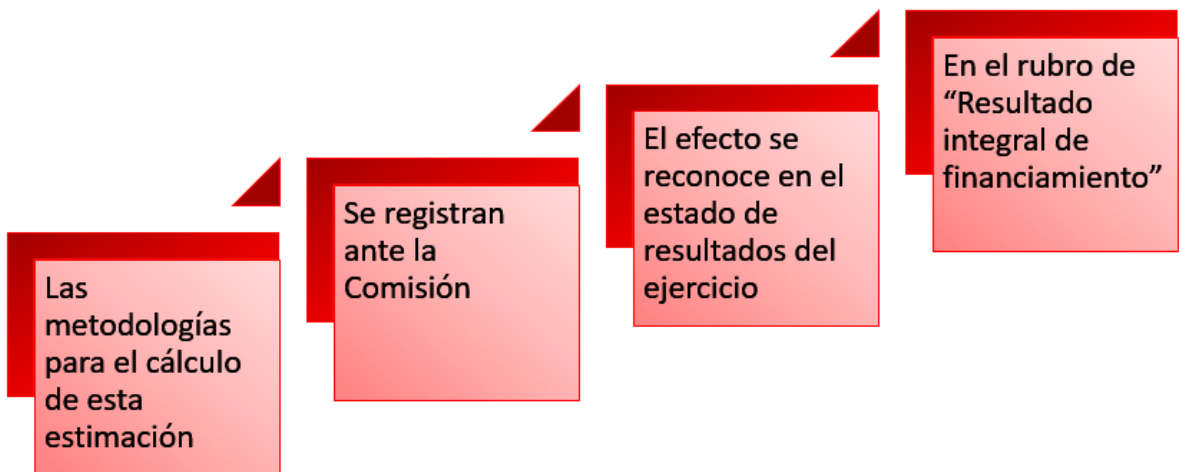 Las
metodologías
para el cálculo
de esta
estimación
Se registran
ante la
Comisión
El efecto se
reconoce en el
estado de
resultados del
ejercicio
En el rubro de
“Resultado
integral de
financiamiento”